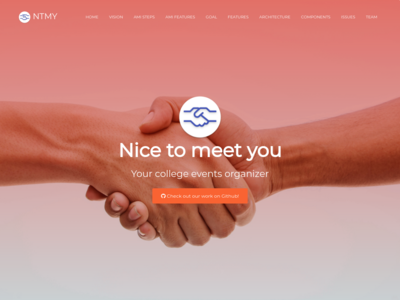 NTMY
HOME
VISION
MAIN STEPS
MAIN FEATURES
GOAL
FEATURES
ARCHITECTURE
COMPONENTS
ISSUES
TEAM
Nice to meet you
Your college events organizer
Check out our work on Github!